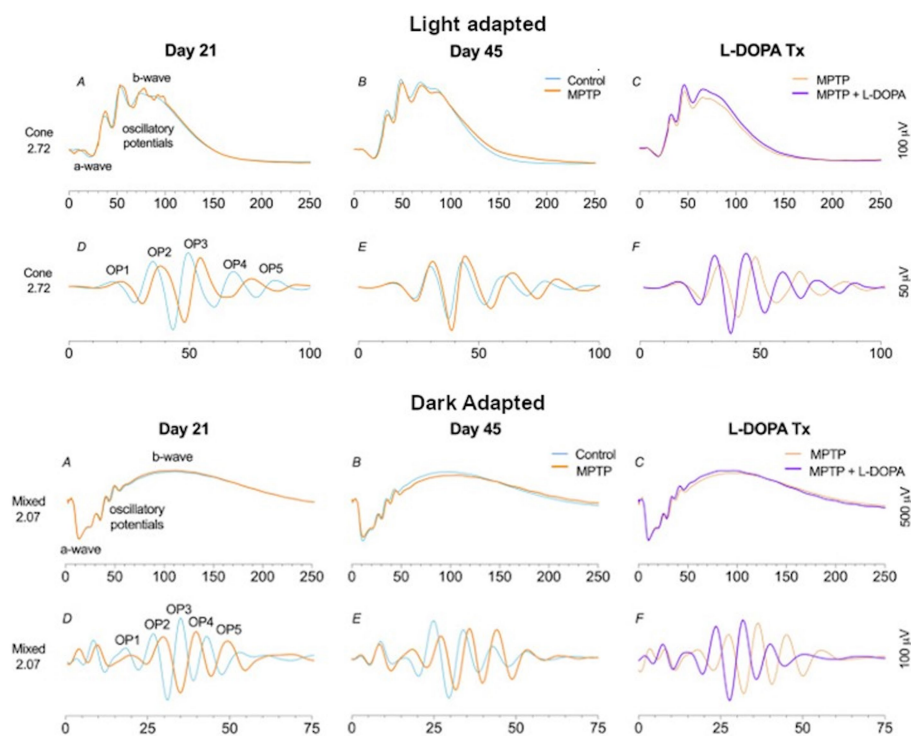 Light adapted
Day 21
Day 45
L-DOPA Tx
A
b-wave
B
Control
MPTP
C
MPTP
MPTP + L-DOPA
Cone
2.72
oscillatory
potentials
a-wave
100 µV
0 50 100 150 200 250
0 50 100 150 200 250
0 50 100 150 200 250
D
OP1
OP2
OP3
OP4
OP5
E
F
Cone
2.72
50 µV
0 50 100
0 50 100
0 50 100
Dark Adapted
Day 21
Day 45
L-DOPA Tx
A
b-wave
B
Control
MPTP
C
MPTP
MPTP + L-DOPA
Mixed
2.07
oscillatory
potentials
a-wave
500 µV
0 50 100 150 200 250
0 50 100 150 200 250
0 50 100 150 200 250
D
OP1
OP2
OP3
OP4
OP5
E
F
Mixed
2.07
100 µV
0 25 50 75
0 25 50 75
0 25 50 75